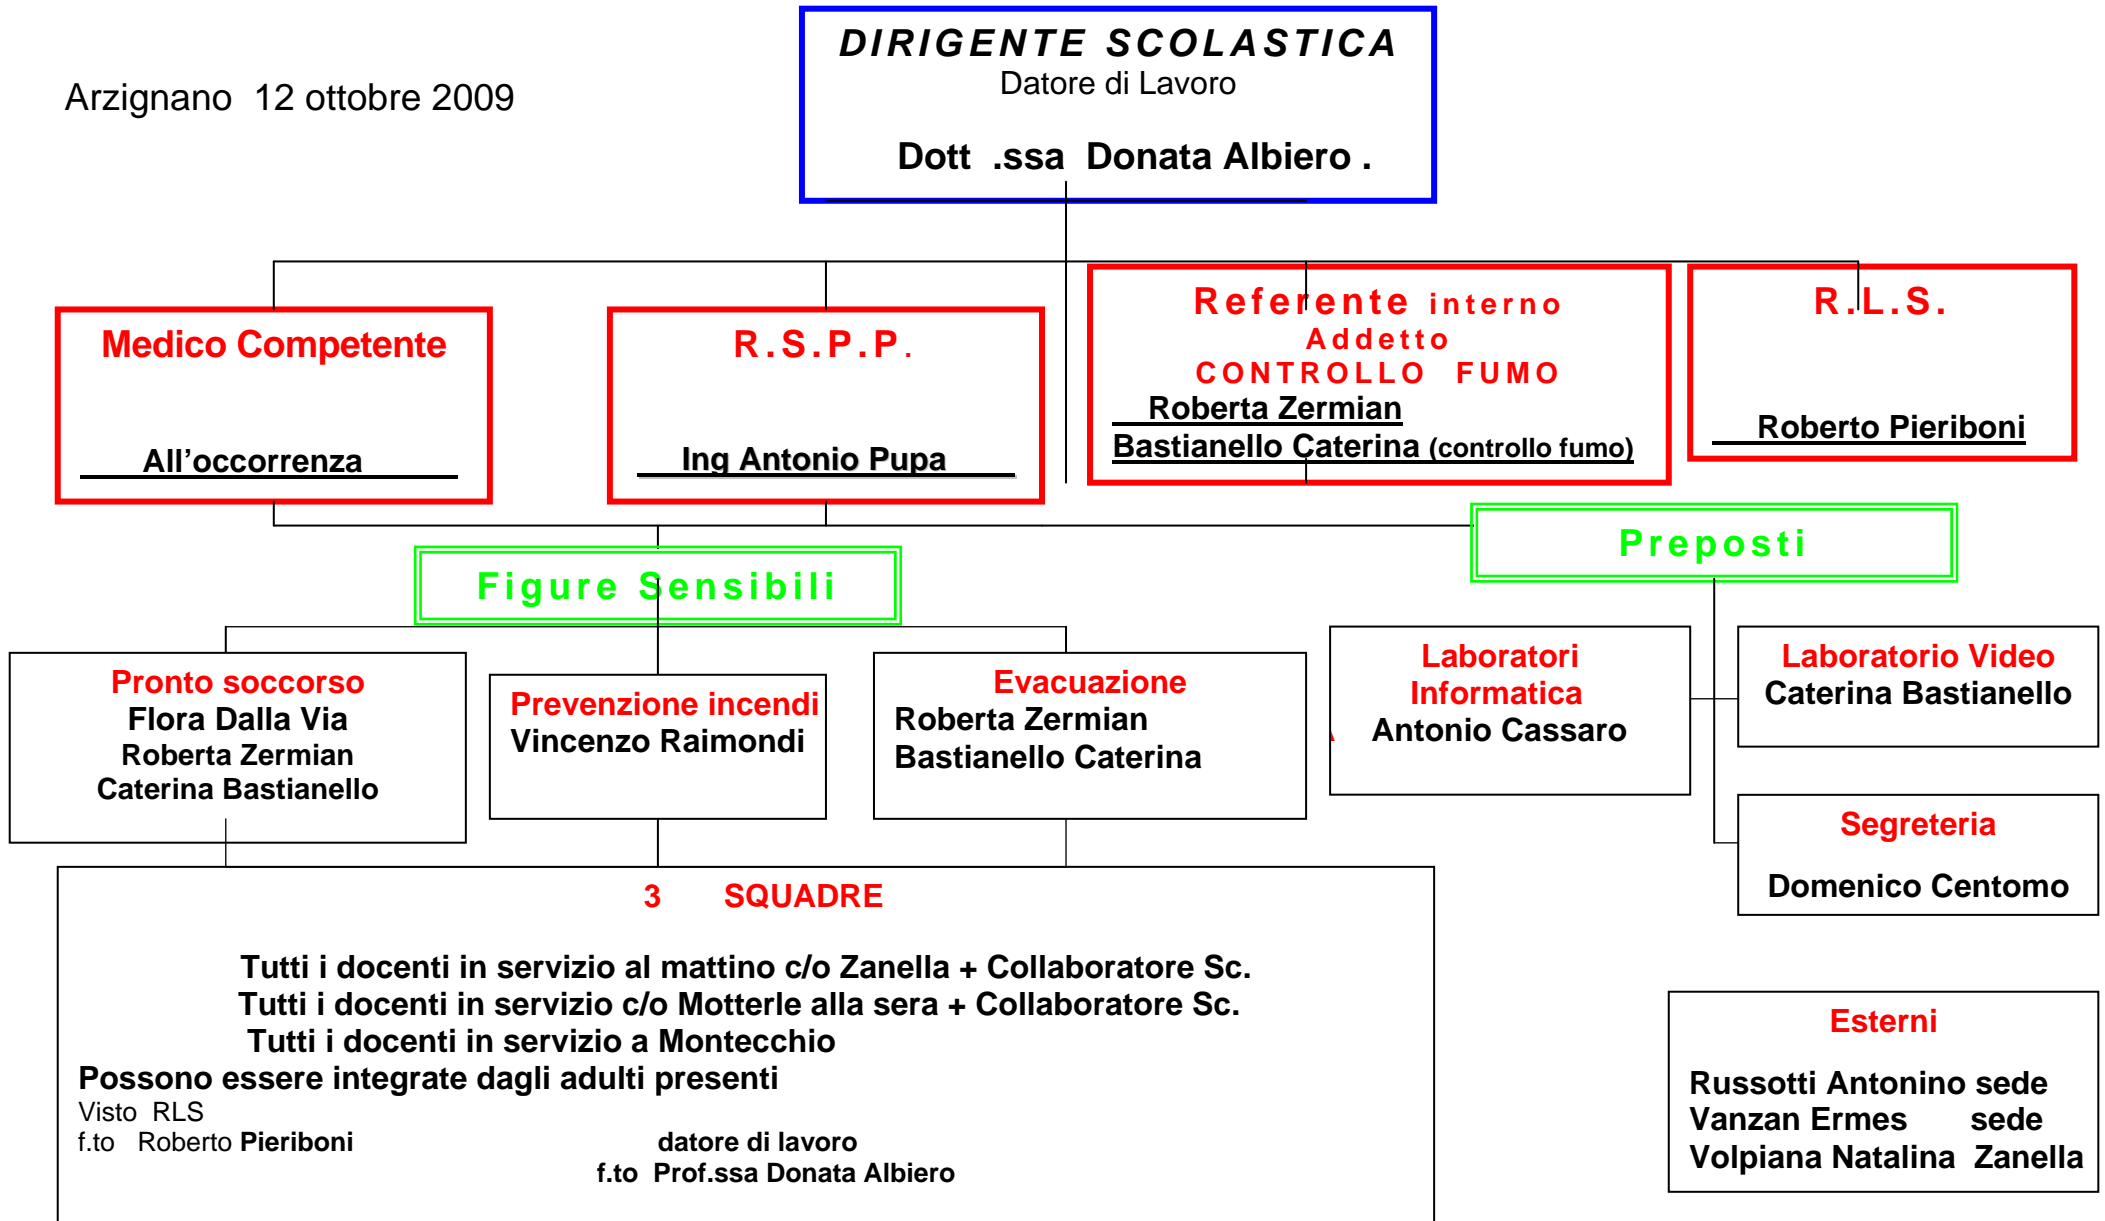 DIRIGENTE SCOLASTICA
Datore di Lavoro
Arzignano 12 ottobre 2009
Dott .ssa Donata Albiero .
Medico Competente
All’occorrenza
R.S.P.P.
Ing Antonio Pupa
Referente interno
Addetto
CONTROLLO FUMO
Roberta Zermian
Bastianello Caterina (controllo fumo)
R.L.S.
Roberto Pieriboni
Figure Sensibili
Preposti
Pronto soccorso
Flora Dalla Via
Roberta Zermian
Caterina Bastianello
Prevenzione incendi
Vincenzo Raimondi
Evacuazione
Roberta Zermian
Bastianello Caterina
Laboratori
Informatica
Antonio Cassaro
Laboratorio Video
Caterina Bastianello
Segreteria
Domenico Centomo
3 SQUADRE
Tutti i docenti in servizio al mattino c/o Zanella + Collaboratore Sc.
Tutti i docenti in servizio c/o Motterle alla sera + Collaboratore Sc.
Tutti i docenti in servizio a Montecchio
Possono essere integrate dagli adulti presenti
Visto RLS
f.to Roberto Pieriboni datore di lavoro
f.to Prof.ssa Donata Albiero
Esterni
Russotti Antonino sede
Vanzan Ermes sede
Volpiana Natalina Zanella